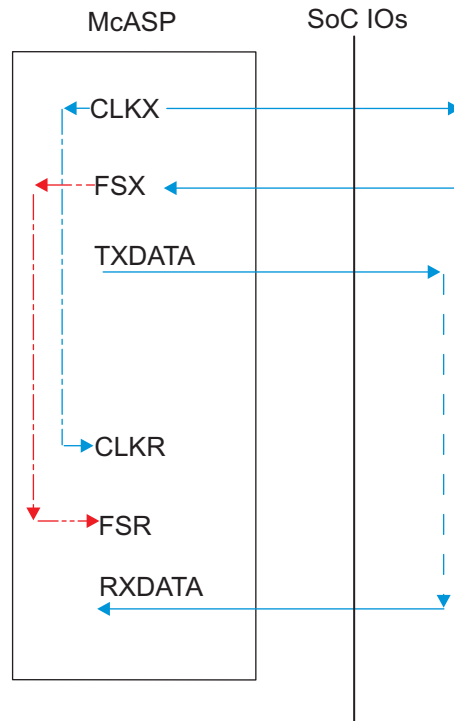 McASP
SoC IOs
CLKX
FSX
TXDATA
CLKR
FSR
RXDATA